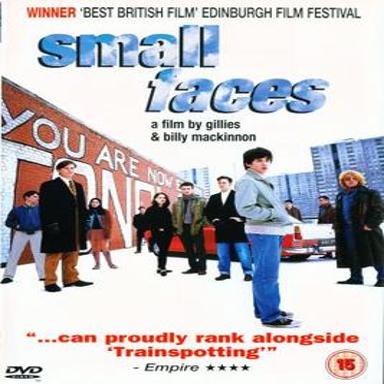 WINNER 'BEST BRITISH FILM' EDINBURGH FILM FESTIVAL
small
faces
a film by gillies
& billy mackinnon
YOU ARE NOW
"...can proudly rank alongside
'Trainspotting'"
- Empire ★★★★
DVD
VIDEO
15